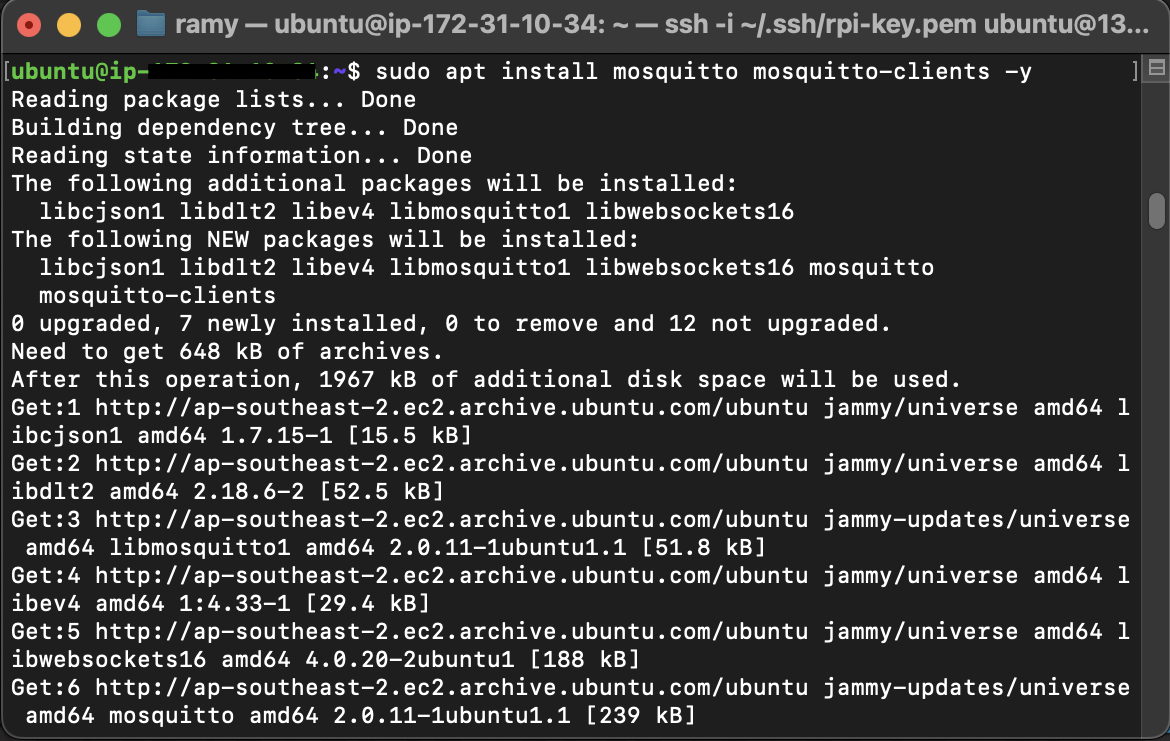 ramy — ubuntu@ip-172-31-10-34: ~ — ssh -i ~/.ssh/rpi-key.pem ubuntu@13...
[ubuntu@ip- :~$ sudo apt install mosquitto mosquitto-clients -y ]
Reading package lists... Done
Building dependency tree... Done
Reading state information... Done
The following additional packages will be installed:
  libcjson1 libdlt2 libev4 libmosquitto1 libwebsockets16
The following NEW packages will be installed:
  libcjson1 libdlt2 libev4 libmosquitto1 libwebsockets16 mosquitto
  mosquitto-clients
0 upgraded, 7 newly installed, 0 to remove and 12 not upgraded.
Need to get 648 kB of archives.
After this operation, 1967 kB of additional disk space will be used.
Get:1 http://ap-southeast-2.ec2.archive.ubuntu.com/ubuntu jammy/universe amd64 l
ibcjson1 amd64 1.7.15-1 [15.5 kB]
Get:2 http://ap-southeast-2.ec2.archive.ubuntu.com/ubuntu jammy/universe amd64 l
ibdlt2 amd64 2.18.6-2 [52.5 kB]
Get:3 http://ap-southeast-2.ec2.archive.ubuntu.com/ubuntu jammy-updates/universe
 amd64 libmosquitto1 amd64 2.0.11-1ubuntu1.1 [51.8 kB]
Get:4 http://ap-southeast-2.ec2.archive.ubuntu.com/ubuntu jammy/universe amd64 l
ibev4 amd64 1:4.33-1 [29.4 kB]
Get:5 http://ap-southeast-2.ec2.archive.ubuntu.com/ubuntu jammy/universe amd64 l
ibwebsockets16 amd64 4.0.20-2ubuntu1 [188 kB]
Get:6 http://ap-southeast-2.ec2.archive.ubuntu.com/ubuntu jammy-updates/universe
 amd64 mosquitto amd64 2.0.11-1ubuntu1.1 [239 kB]